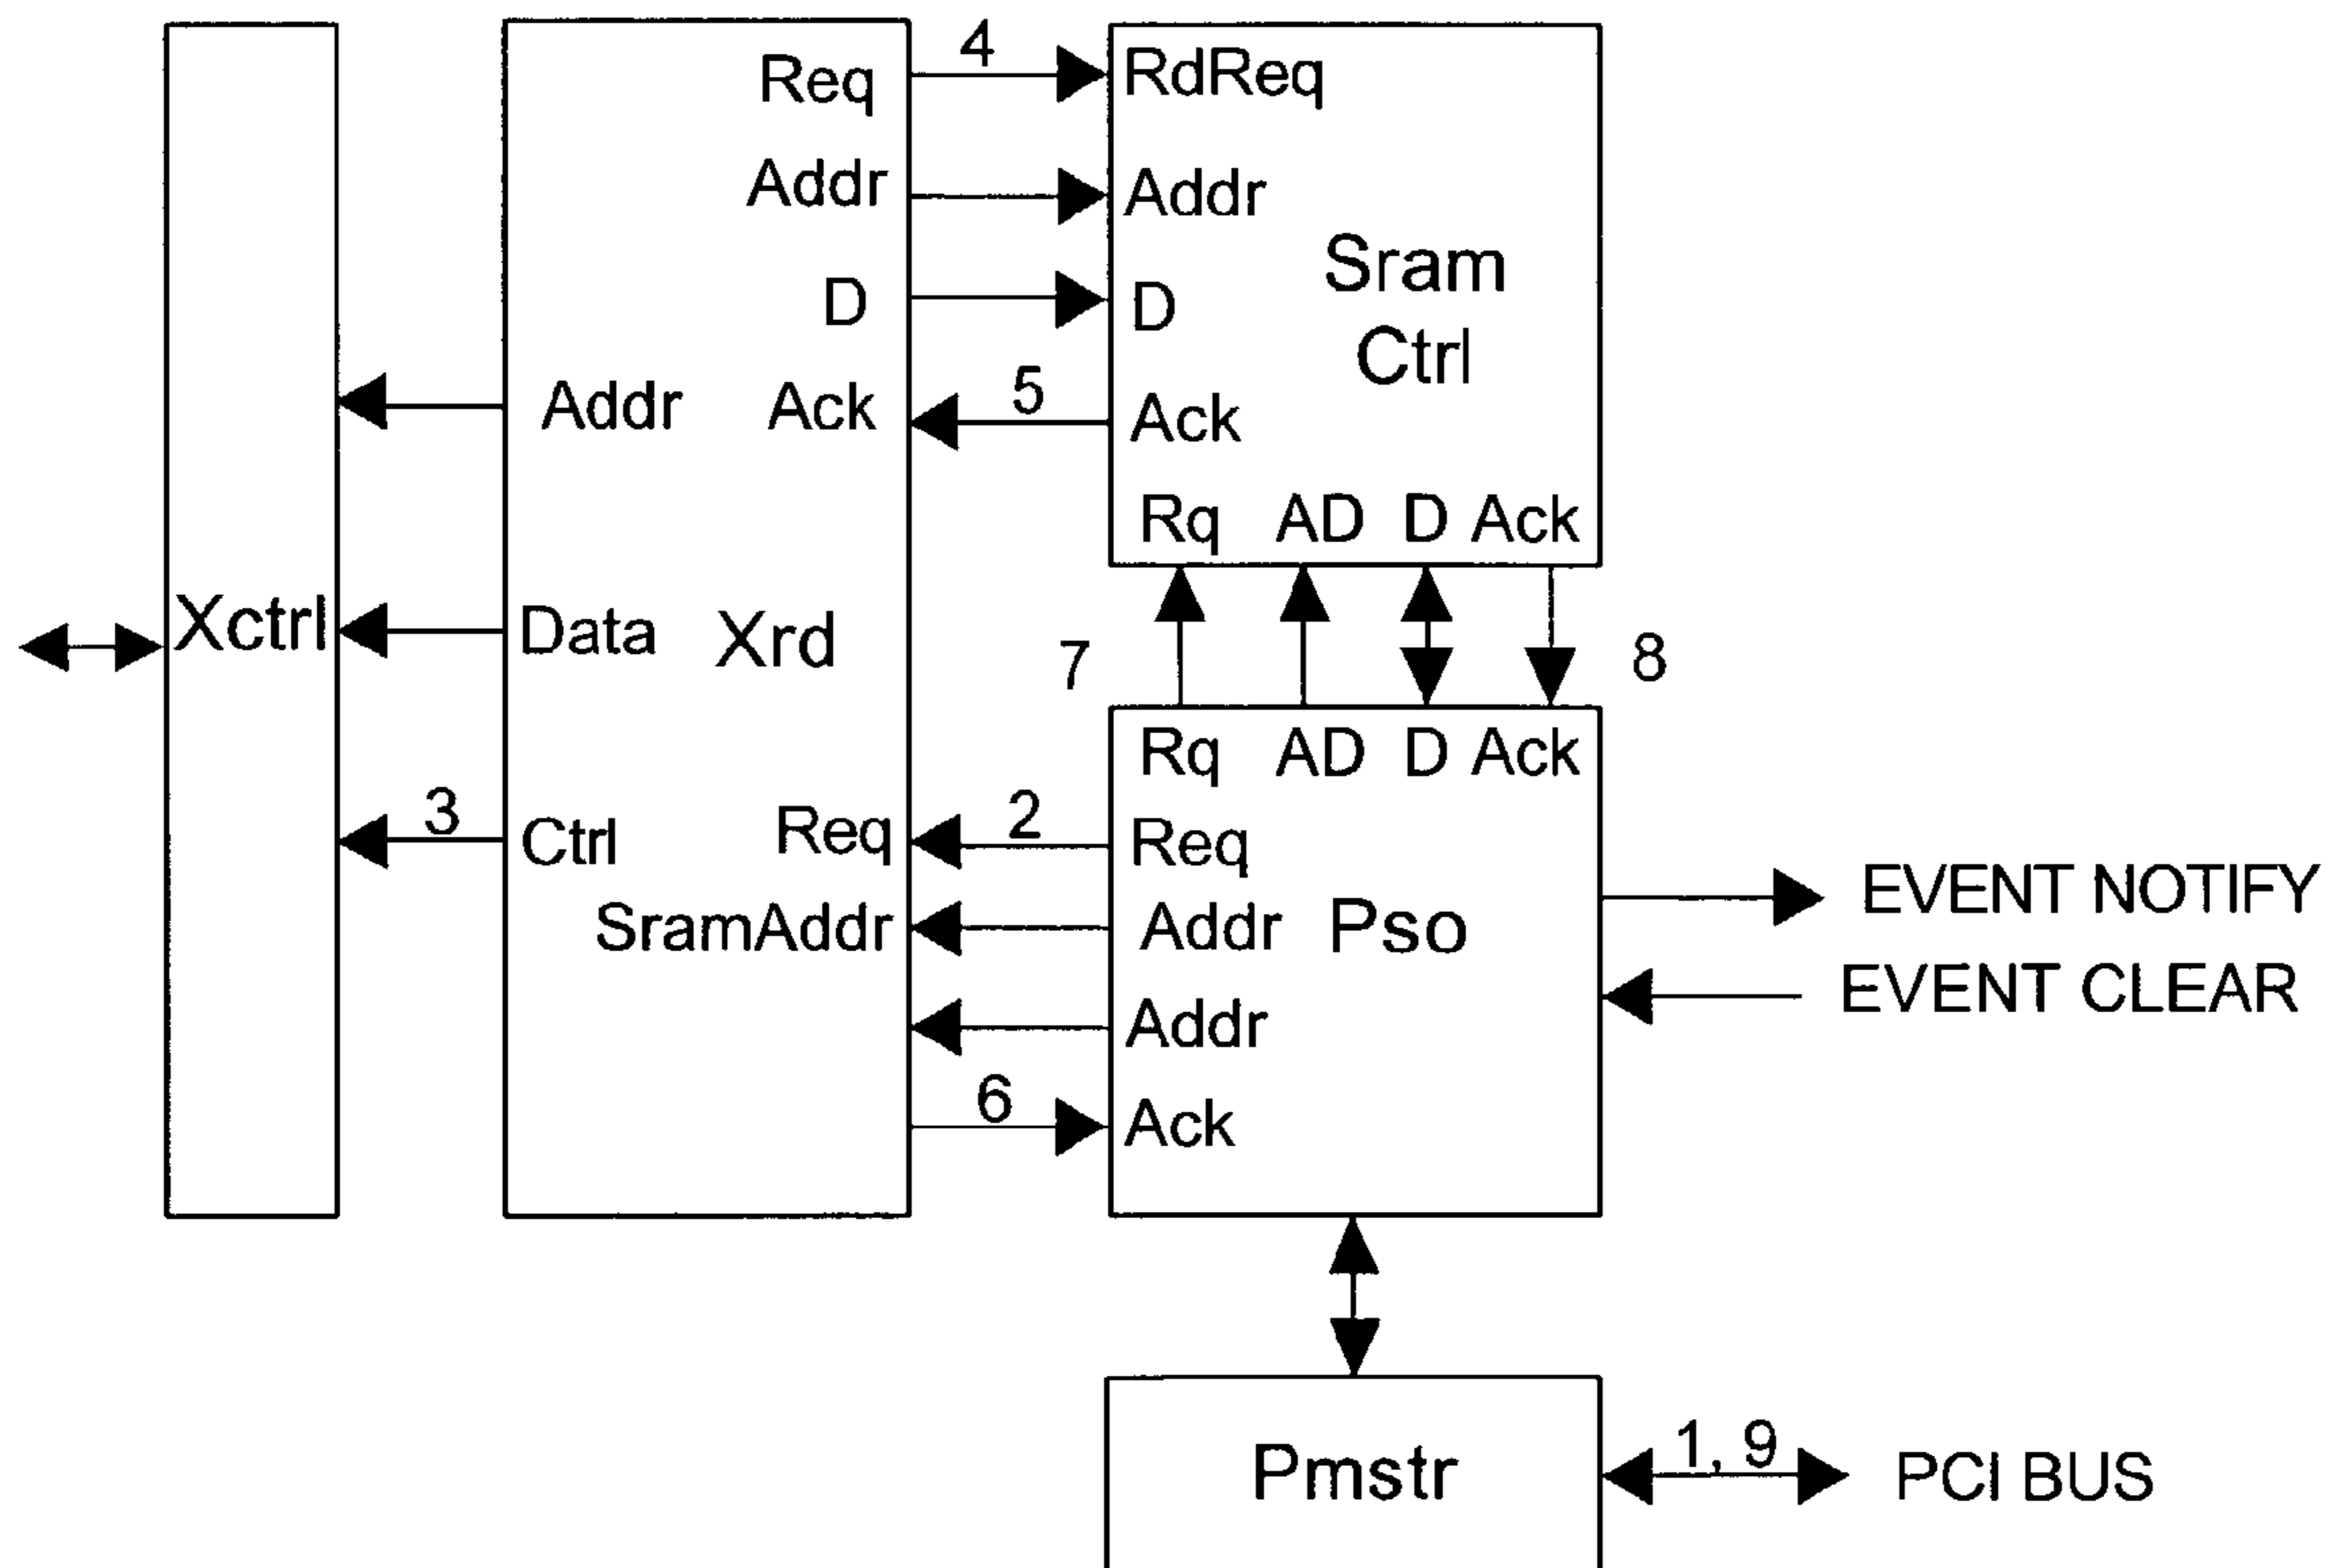 Req 4 RdReq
Addr Addr
D D
Sram
Ctrl
Addr Ack 5 Ack
Rq AD D Ack
Xctrl Data Xrd 7 8
Rq AD D Ack
3 Ctrl Req 2 Req
SramAddr Addr Pso
EVENT NOTIFY
EVENT CLEAR
Addr
6 Ack
Pmstr 1, 9 PCI BUS